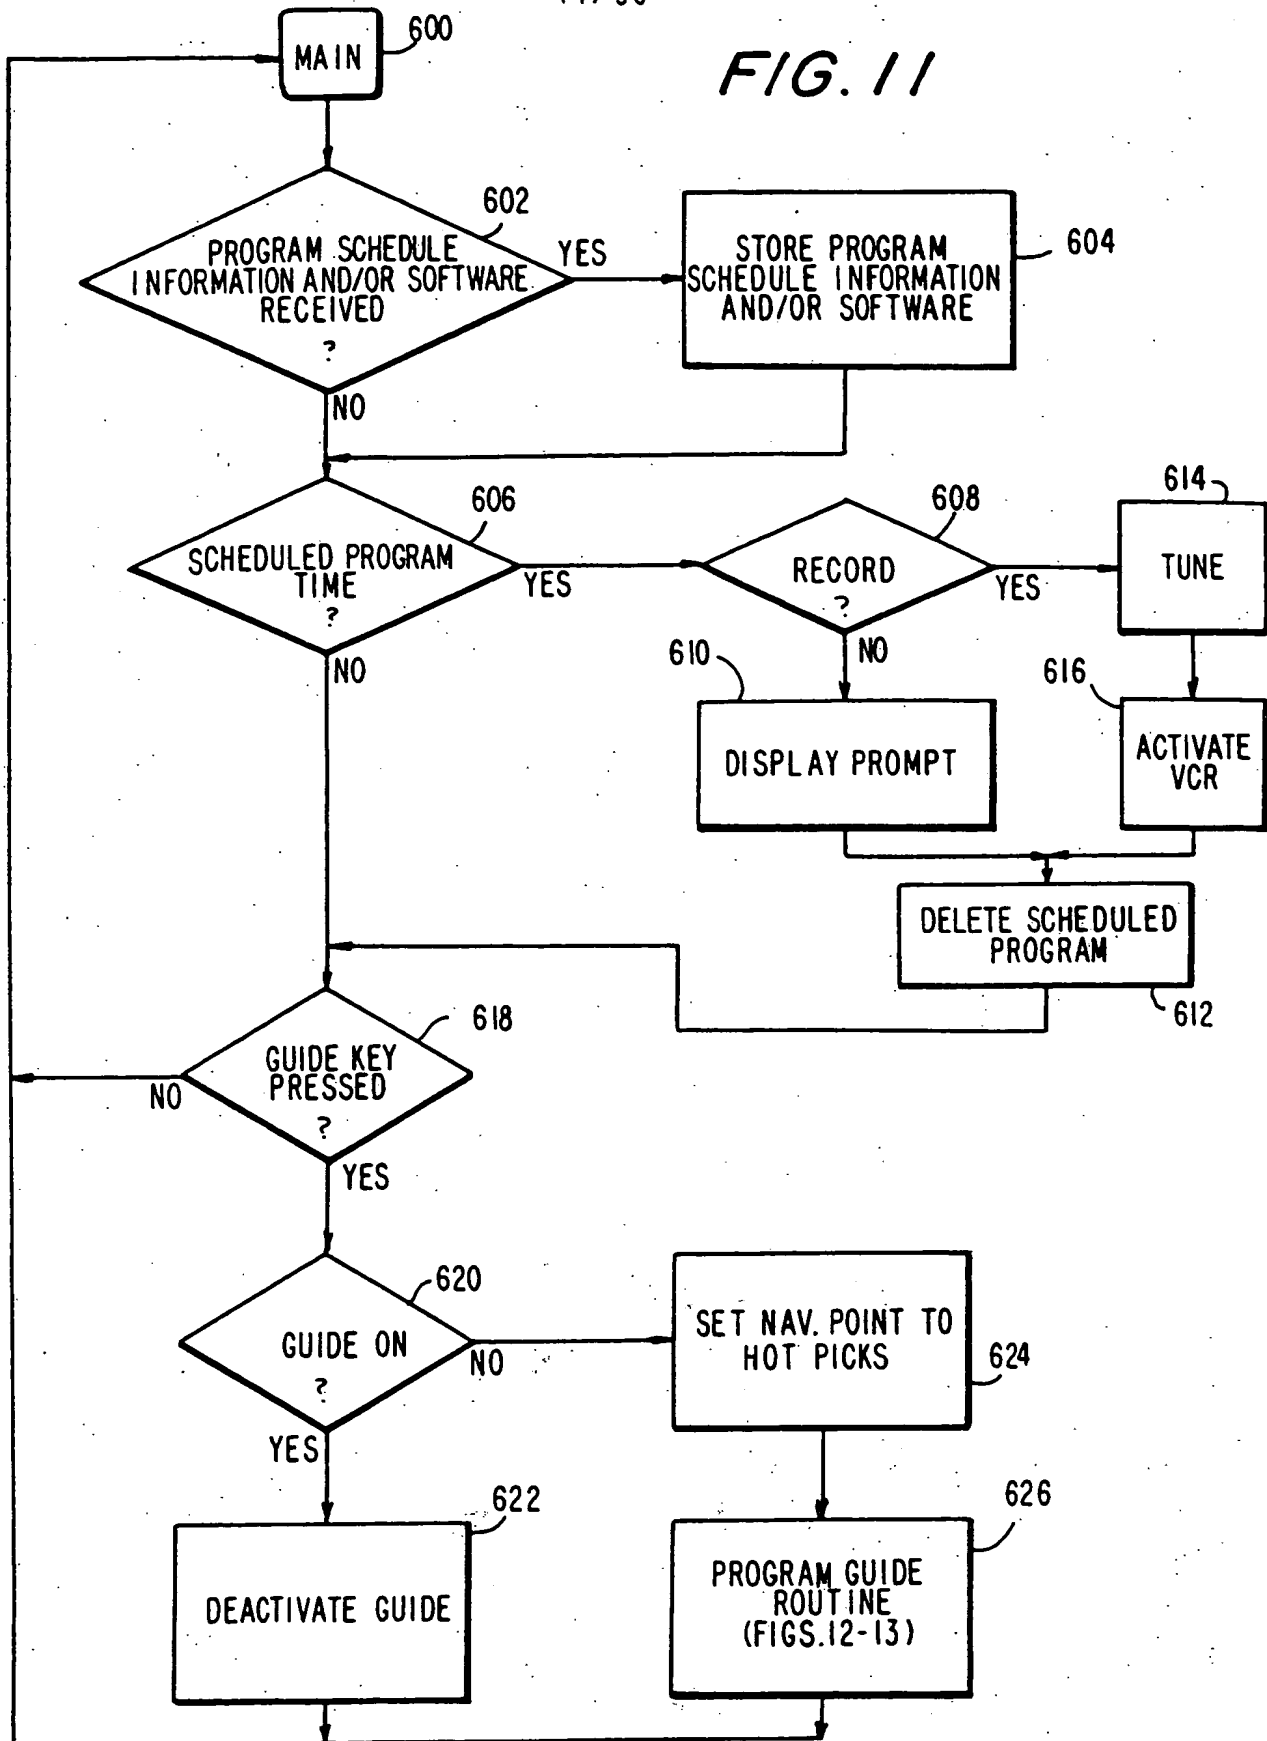 FIG. 11
MAIN
600
602
PROGRAM SCHEDULE
INFORMATION AND/OR SOFTWARE
RECEIVED
?
YES
NO
STORE PROGRAM
SCHEDULE INFORMATION
AND/OR SOFTWARE
604
606
SCHEDULED PROGRAM
TIME
?
YES
NO
608
RECORD
?
YES
NO
614
TUNE
610
DISPLAY PROMPT
616
ACTIVATE
VCR
DELETE SCHEDULED
PROGRAM
612
618
GUIDE KEY
PRESSED
?
NO
YES
620
GUIDE ON
?
NO
YES
SET NAV. POINT TO
HOT PICKS
624
622
DEACTIVATE GUIDE
626
PROGRAM GUIDE
ROUTINE
(FIGS.12-13)